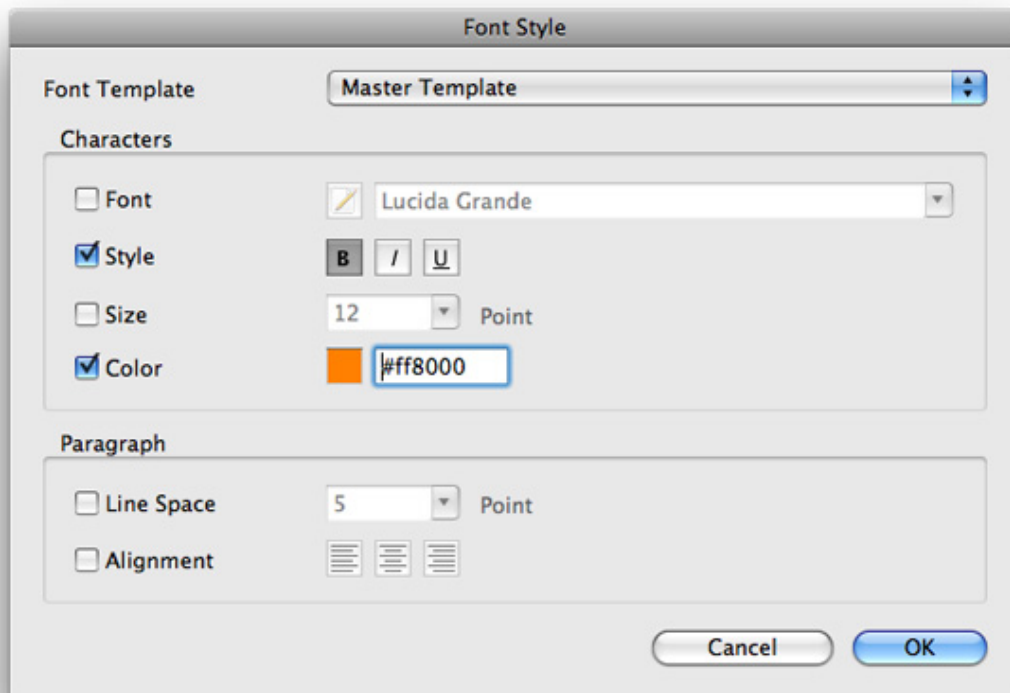 Font Style
Font Template Master Template
Characters
Font Lucida Grande
Style B I U
Size 12 Point
Color #ff8000
Paragraph
Line Space 5 Point
Alignment
Cancel OK